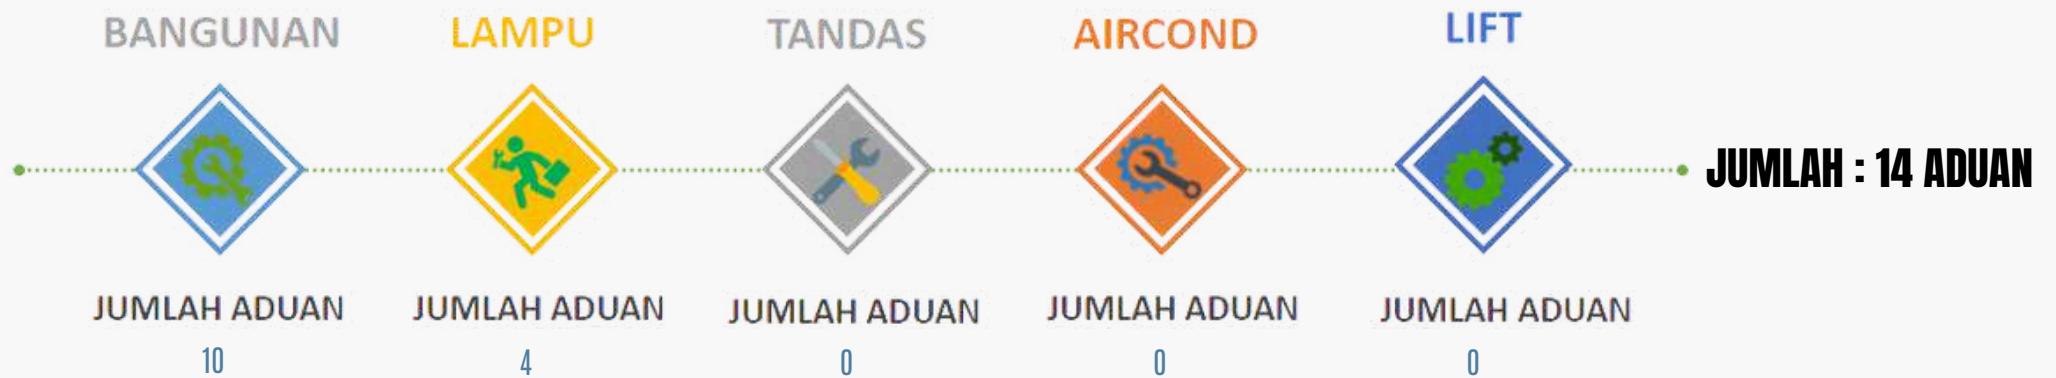 BANGUNAN
LAMPU
TANDAS
AIRCOND
LIFT
JUMLAH : 14 ADUAN
JUMLAH ADUAN
JUMLAH ADUAN
JUMLAH ADUAN
JUMLAH ADUAN
JUMLAH ADUAN
10
4
0
0
0